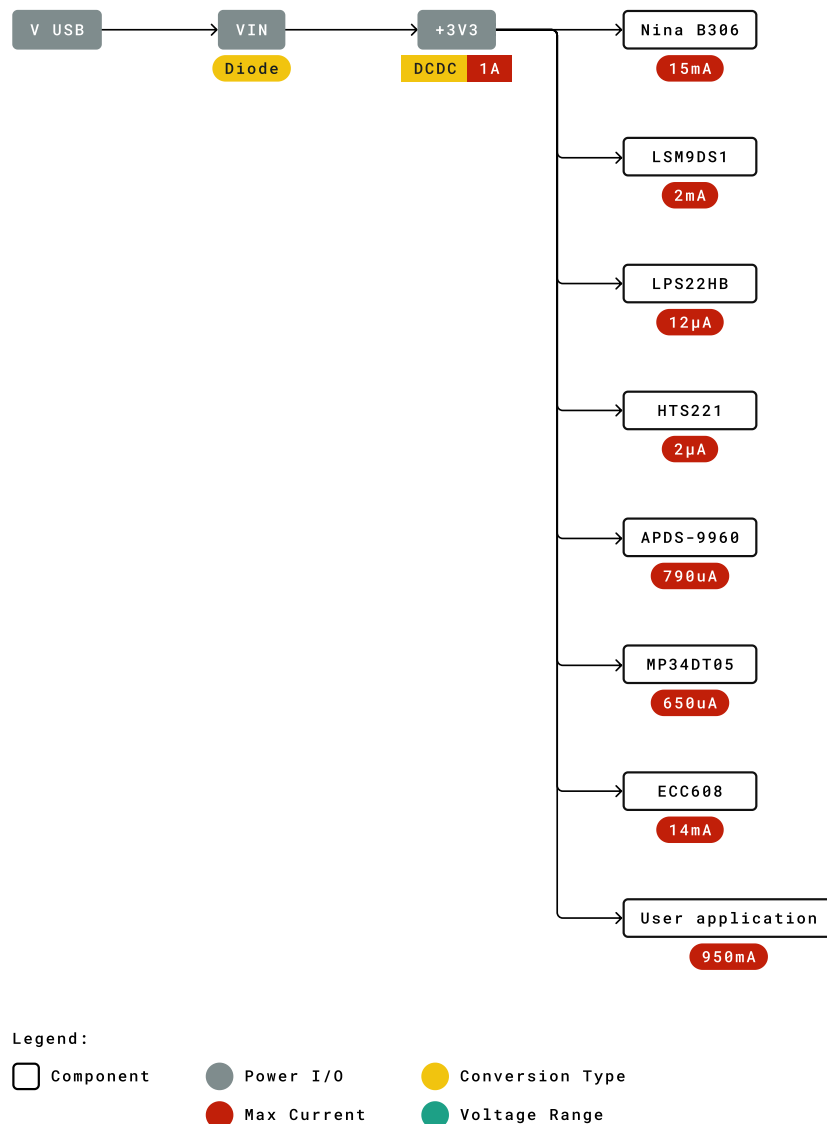 V USB
VIN
+3V3
Nina B306
Diode
DCDC
1A
15mA
LSM9DS1
2mA
LPS22HB
12µA
HTS221
2µA
APDS-9960
790uA
MP34DT05
650uA
ECC608
14mA
User application
950mA
Legend:
Component
Power I/O
Conversion Type
Max Current
Voltage Range